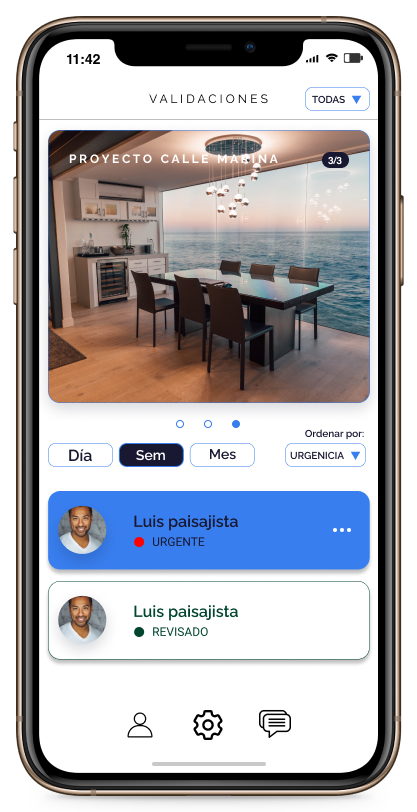 11:42
VALIDACIONES
TODAS
PROYECTO CALLE MARINA
3/3
Ordenar por:
Día Sem Mes URGENICIA
Luis paisajista
URGENTE
Luis paisajista
REVISADO